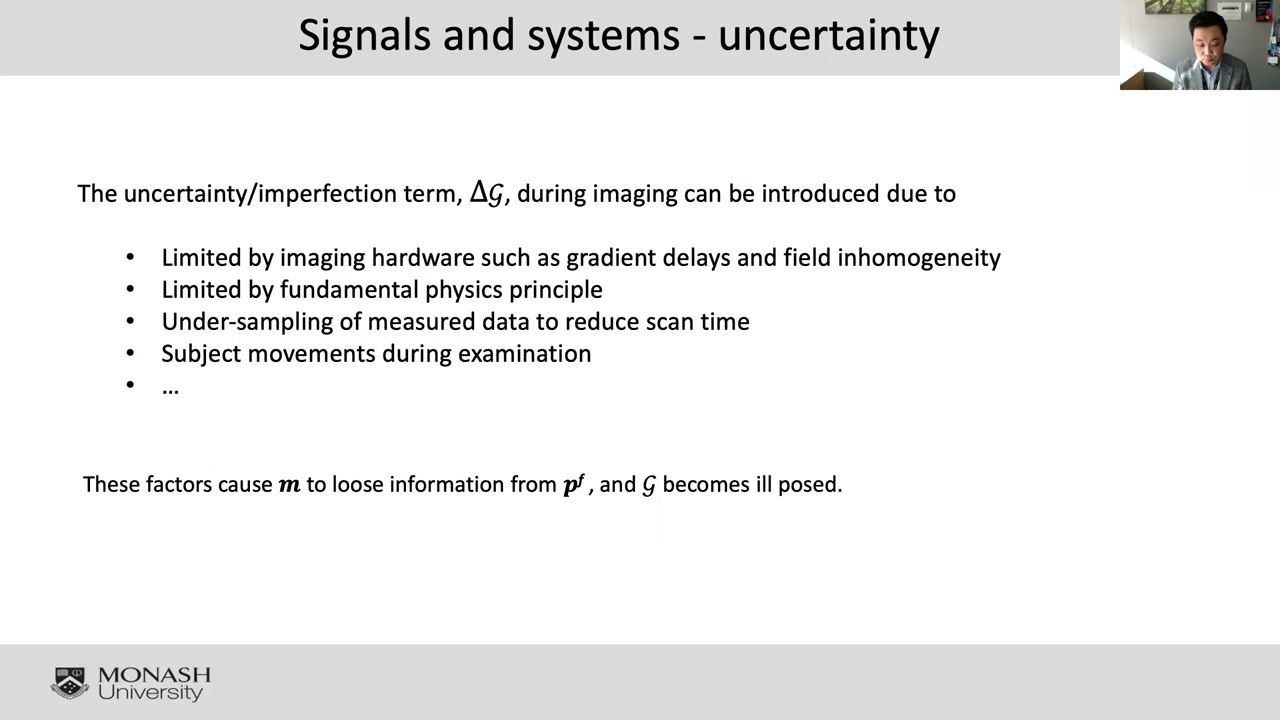 Signals and systems - uncertainty
The uncertainty/imperfection term, Δ𝒢, during imaging can be introduced due to
• Limited by imaging hardware such as gradient delays and field inhomogeneity
• Limited by fundamental physics principle
• Under-sampling of measured data to reduce scan time
• Subject movements during examination
• ...
These factors cause 𝒎 to loose information from 𝒑ᶠ , and 𝒢 becomes ill posed.
MONASH
University